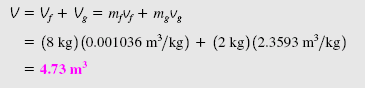 V = V_f + V_g = m_f v_f + m_g v_g
= (8 kg)(0.001036 m³/kg) + (2 kg)(2.3593 m³/kg)
= 4.73 m³